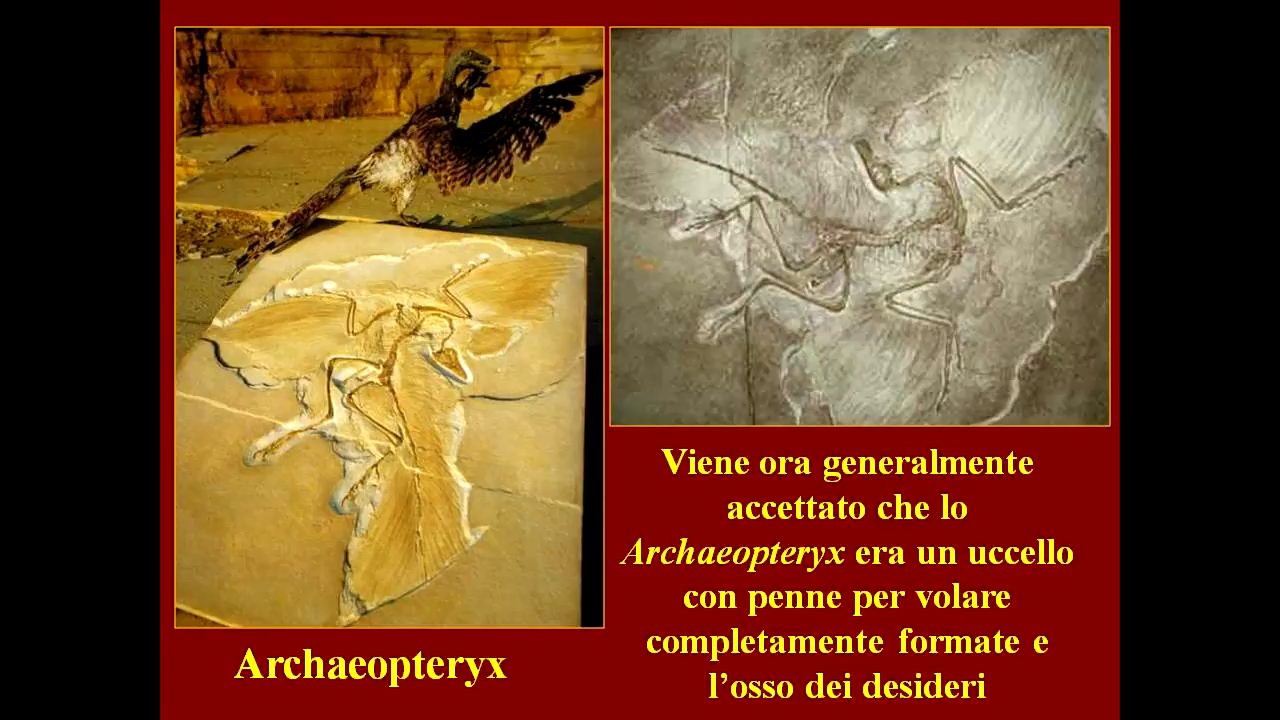 Archaeopteryx
Viene ora generalmente
accettato che lo
Archaeopteryx era un uccello
con penne per volare
completamente formate e
l’osso dei desideri